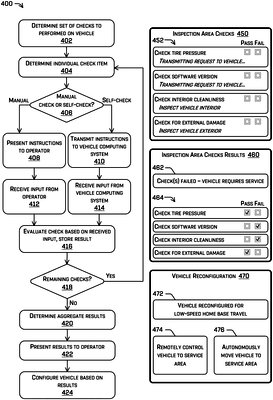 400
DETERMINE SET OF CHECKS TO
PERFORMED ON VEHICLE
402
DETERMINE INDIVIDUAL CHECK ITEM
404
MANUAL
CHECK OR SELF-CHECK?
406
MANUAL
SELF-CHECK
PRESENT INSTRUCTIONS
TO OPERATOR
408
TRANSMIT INSTRUCTIONS
TO VEHICLE COMPUTING
SYSTEM
410
RECEIVE INPUT FROM
OPERATOR
412
RECEIVE INPUT FROM
VEHICLE COMPUTING
SYSTEM
414
EVALUATE CHECK BASED ON RECEIVED
INPUT, STORE RESULT
416
REMAINING CHECKS?
418
YES
NO
DETERMINE AGGREGATE RESULTS
420
PRESENT RESULTS TO OPERATOR
422
CONFIGURE VEHICLE BASED ON
RESULTS
424
INSPECTION AREA CHECKS 450
452
PASS FAIL
CHECK TIRE PRESSURE
TRANSMITTING REQUEST TO VEHICLE...
CHECK SOFTWARE VERSION
TRANSMITTING REQUEST TO VEHICLE...
CHECK INTERIOR CLEANLINESS
INSPECT VEHICLE INTERIOR
CHECK FOR EXTERNAL DAMAGE
INSPECT VEHICLE EXTERIOR
INSPECTION AREA CHECKS RESULTS 460
462
CHECK(S) FAILED – VEHICLE REQUIRES SERVICE
464
PASS FAIL
CHECK TIRE PRESSURE
CHECK SOFTWARE VERSION
CHECK INTERIOR CLEANLINESS
CHECK FOR EXTERNAL DAMAGE
VEHICLE RECONFIGURATION 470
472
VEHICLE RECONFIGURED FOR
LOW-SPEED HOME BASE TRAVEL
474
REMOTELY CONTROL
VEHICLE TO SERVICE
AREA
476
AUTONOMOUSLY MOVE
VEHICLE TO SERVICE
AREA